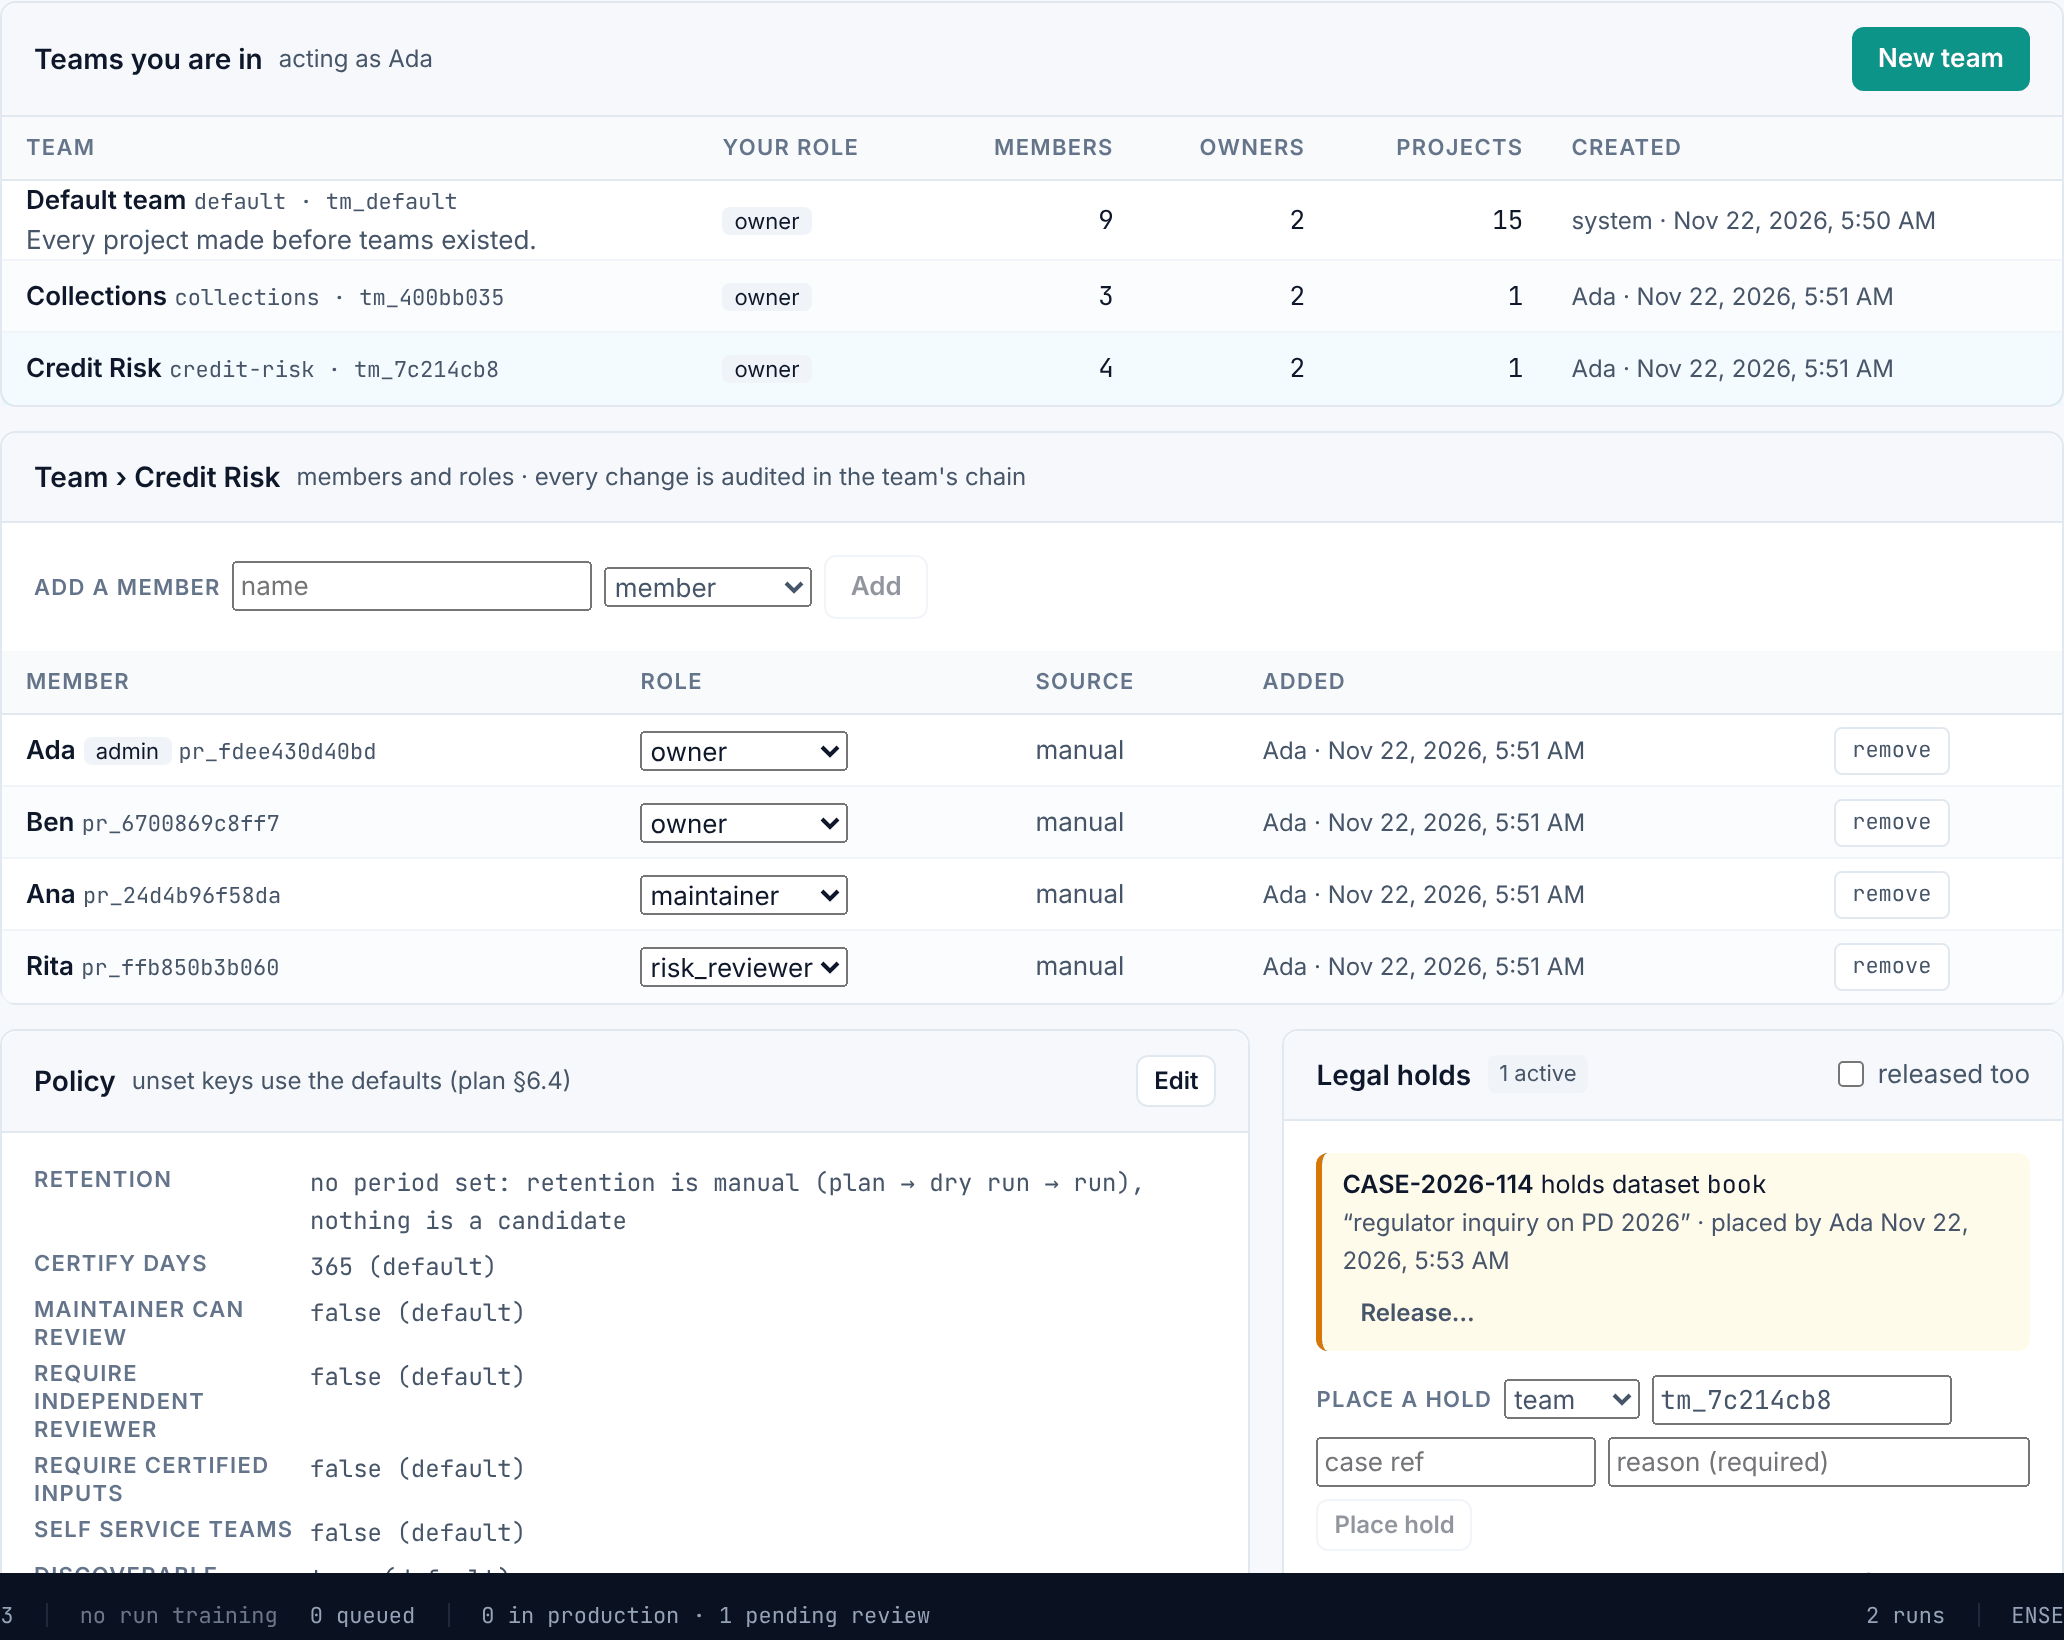 Teams you are in acting as Ada
New team
TEAM YOUR ROLE MEMBERS OWNERS PROJECTS CREATED
Default team default · tm_default
Every project made before teams existed.
owner 9 2 15 system · Nov 22, 2026, 5:50 AM
Collections collections · tm_400bb035 owner 3 2 1 Ada · Nov 22, 2026, 5:51 AM
Credit Risk credit-risk · tm_7c214cb8 owner 4 2 1 Ada · Nov 22, 2026, 5:51 AM
Team › Credit Risk members and roles · every change is audited in the team's chain
ADD A MEMBER name member Add
MEMBER ROLE SOURCE ADDED
Ada admin pr_fdee430d40bd owner manual Ada · Nov 22, 2026, 5:51 AM remove
Ben pr_6700869c8ff7 owner manual Ada · Nov 22, 2026, 5:51 AM remove
Ana pr_24d4b96f58da maintainer manual Ada · Nov 22, 2026, 5:51 AM remove
Rita pr_ffb850b3b060 risk_reviewer manual Ada · Nov 22, 2026, 5:51 AM remove
Policy unset keys use the defaults (plan §6.4)
Edit
RETENTION no period set: retention is manual (plan → dry run → run),
nothing is a candidate
CERTIFY DAYS 365 (default)
MAINTAINER CAN
REVIEW
false (default)
REQUIRE
INDEPENDENT
REVIEWER
false (default)
REQUIRE CERTIFIED
INPUTS
false (default)
SELF SERVICE TEAMS false (default)
Legal holds 1 active
released too
CASE-2026-114 holds dataset book
“regulator inquiry on PD 2026” · placed by Ada Nov 22,
2026, 5:53 AM
Release…
PLACE A HOLD team tm_7c214cb8
case ref reason (required)
Place hold
3 no run training 0 queued 0 in production · 1 pending review 2 runs ENSE